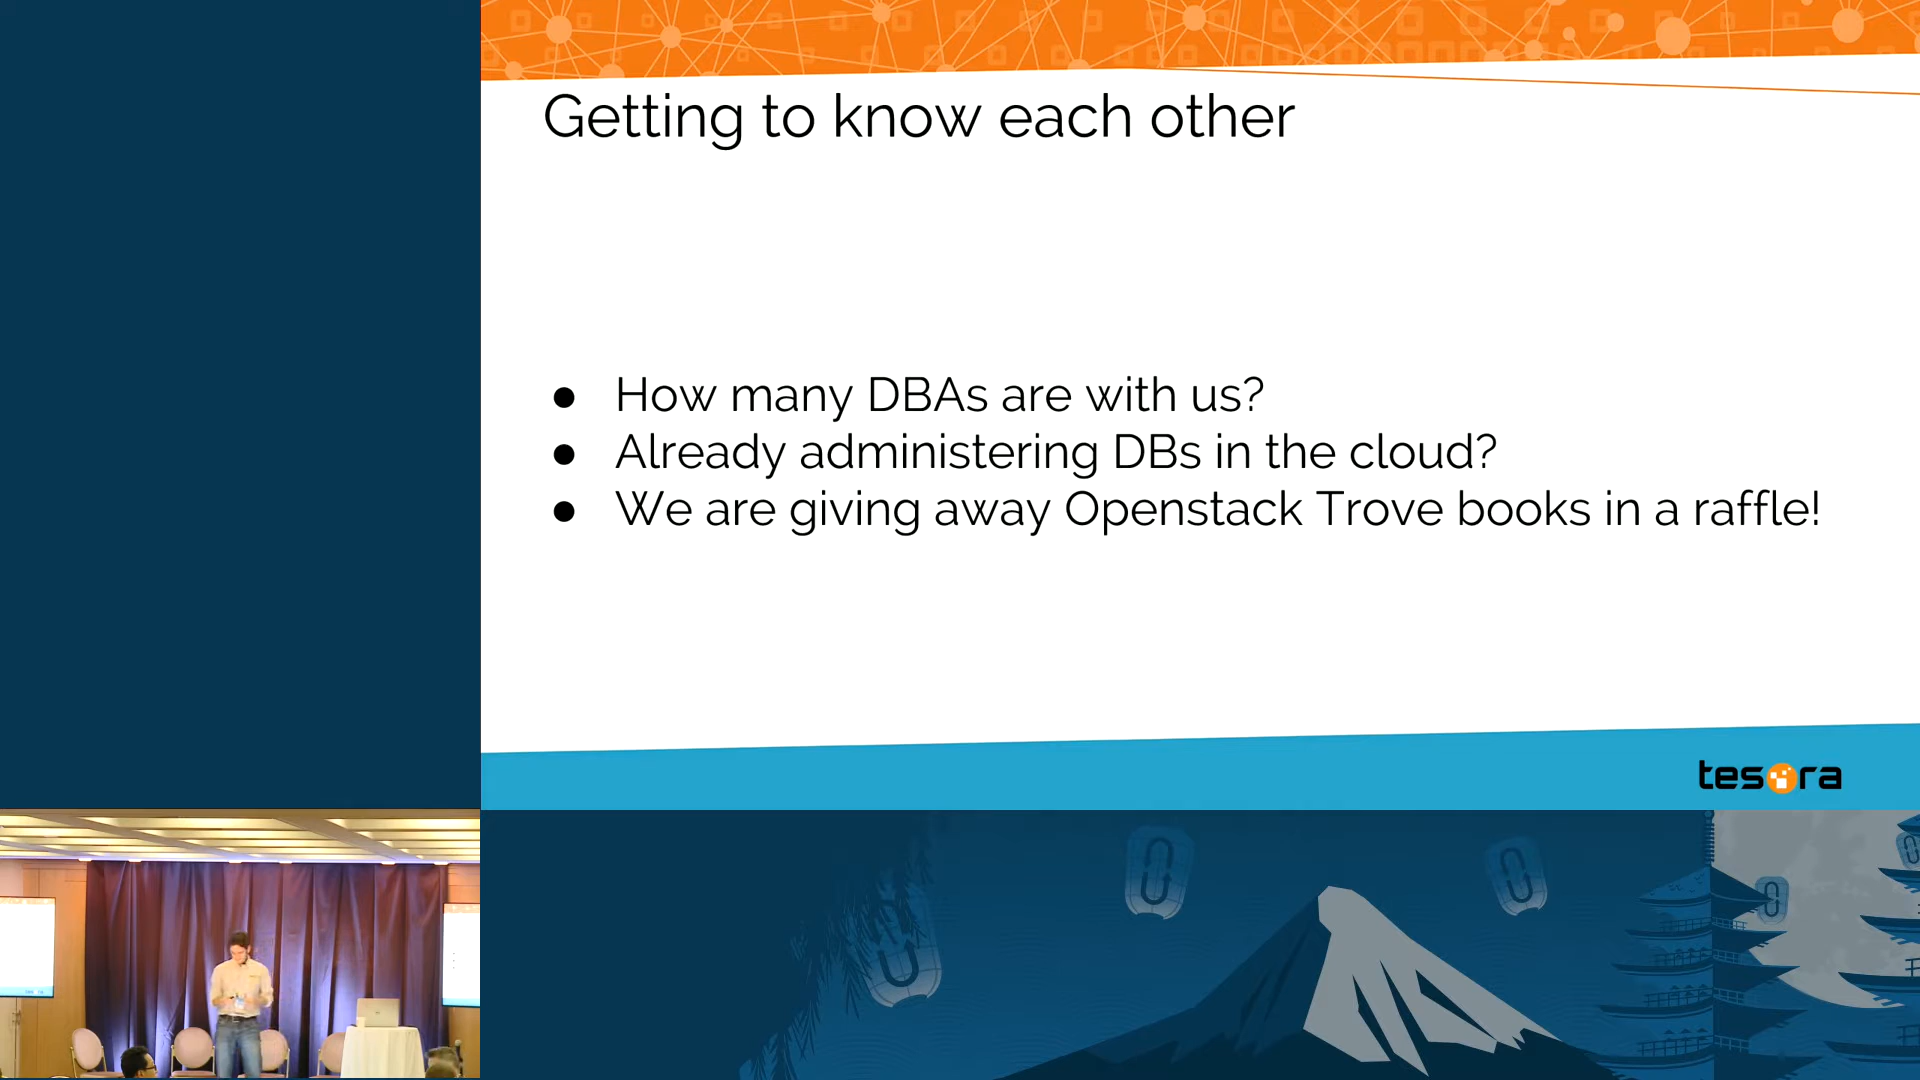 Getting to know each other
● How many DBAs are with us?
● Already administering DBs in the cloud?
● We are giving away Openstack Trove books in a raffle!
tesora